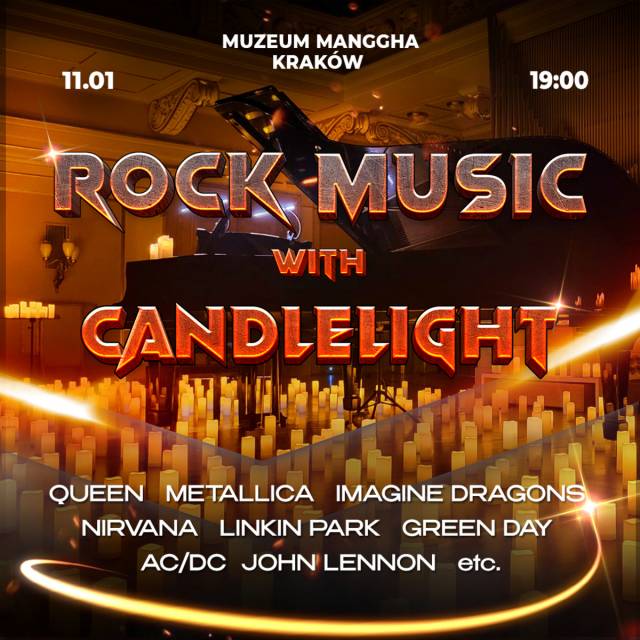 MUZEUM MANGGHA
KRAKÓW
11.01
19:00
ROCK MUSIC
WITH
CANDLELIGHT
QUEEN METALLICA IMAGINE DRAGONS
NIRVANA LINKIN PARK GREEN DAY
AC/DC JOHN LENNON etc.